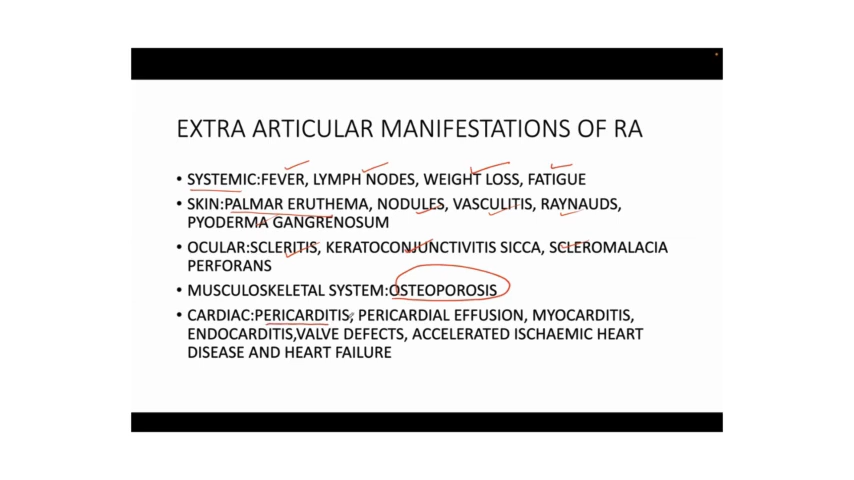 EXTRA ARTICULAR MANIFESTATIONS OF RA
• SYSTEMIC:FEVER, LYMPH NODES, WEIGHT LOSS, FATIGUE
• SKIN:PALMAR ERUTHEMA, NODULES, VASCULITIS, RAYNAUDS,
PYODERMA GANGRENOSUM
• OCULAR:SCLERITIS, KERATOCONJUNCTIVITIS SICCA, SCLEROMALACIA
PERFORANS
• MUSCULOSKELETAL SYSTEM:OSTEOPOROSIS
• CARDIAC:PERICARDITIS, PERICARDIAL EFFUSION, MYOCARDITIS,
ENDOCARDITIS,VALVE DEFECTS, ACCELERATED ISCHAEMIC HEART
DISEASE AND HEART FAILURE